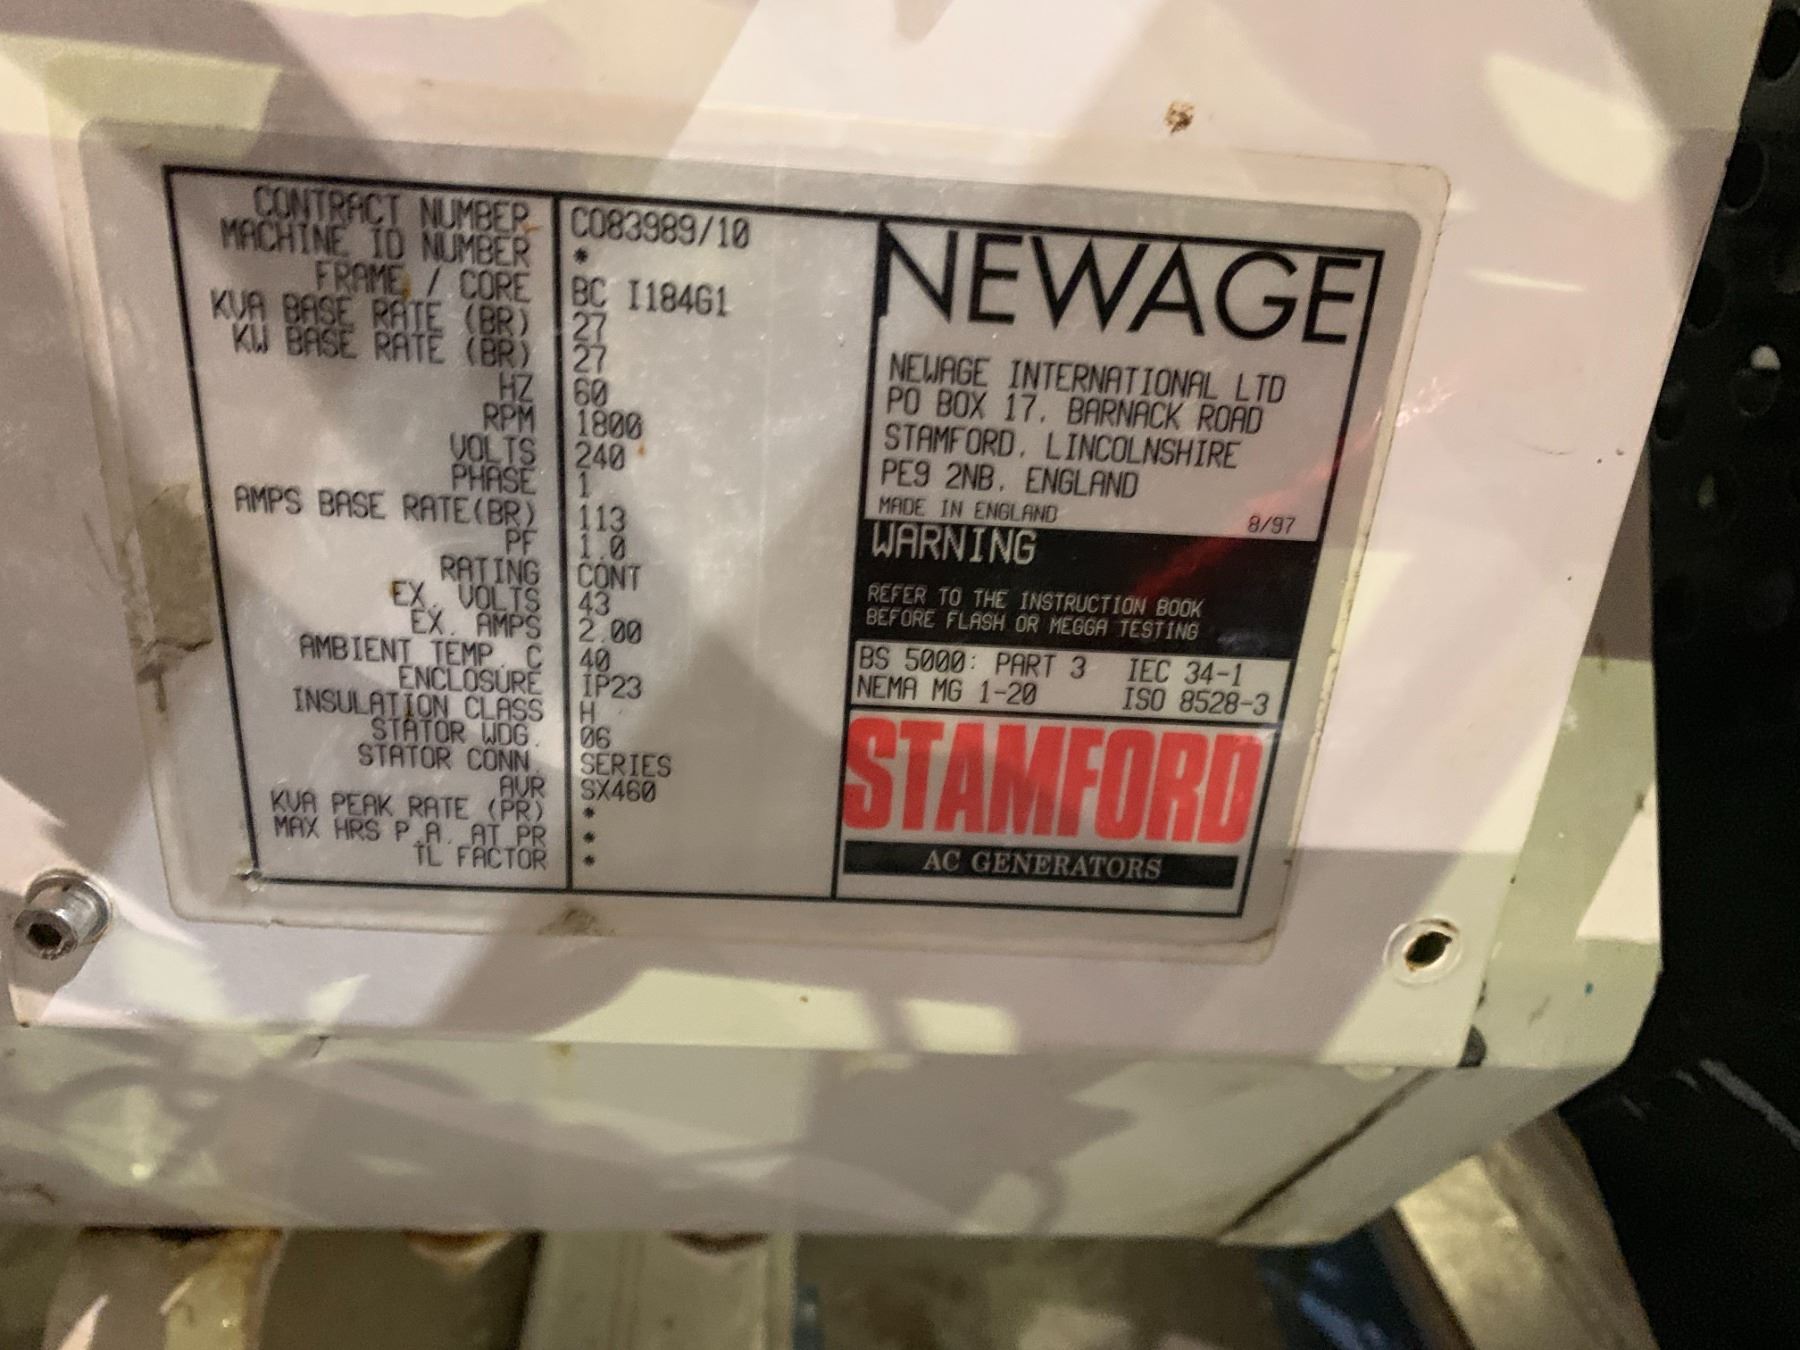 CONTRACT NUMBER C083989/10
MACHINE ID NUMBER *
FRAME / CORE BC I184G1
KVA BASE RATE (BR) 27
KW BASE RATE (BR) 27
HZ 60
RPM 1800
VOLTS 240
PHASE 1
AMPS BASE RATE(BR) 113
PF 1.0
RATING CONT
EX. VOLTS 43
EX. AMPS 2.00
AMBIENT TEMP. C 40
ENCLOSURE IP23
INSULATION CLASS H
STATOR WDG. 06
STATOR CONN. SERIES
AVR SX460
KVA PEAK RATE (PR) *
MAX HRS P.A. AT PR *
TL FACTOR *
NEWAGE
NEWAGE INTERNATIONAL LTD
PO BOX 17, BARNACK ROAD
STAMFORD, LINCOLNSHIRE
PE9 2NB, ENGLAND
MADE IN ENGLAND 8/97
WARNING
REFER TO THE INSTRUCTION BOOK
BEFORE FLASH OR MEGGA TESTING
BS 5000: PART 3 IEC 34-1
NEMA MG 1-20 ISO 8528-3
STAMFORD
AC GENERATORS